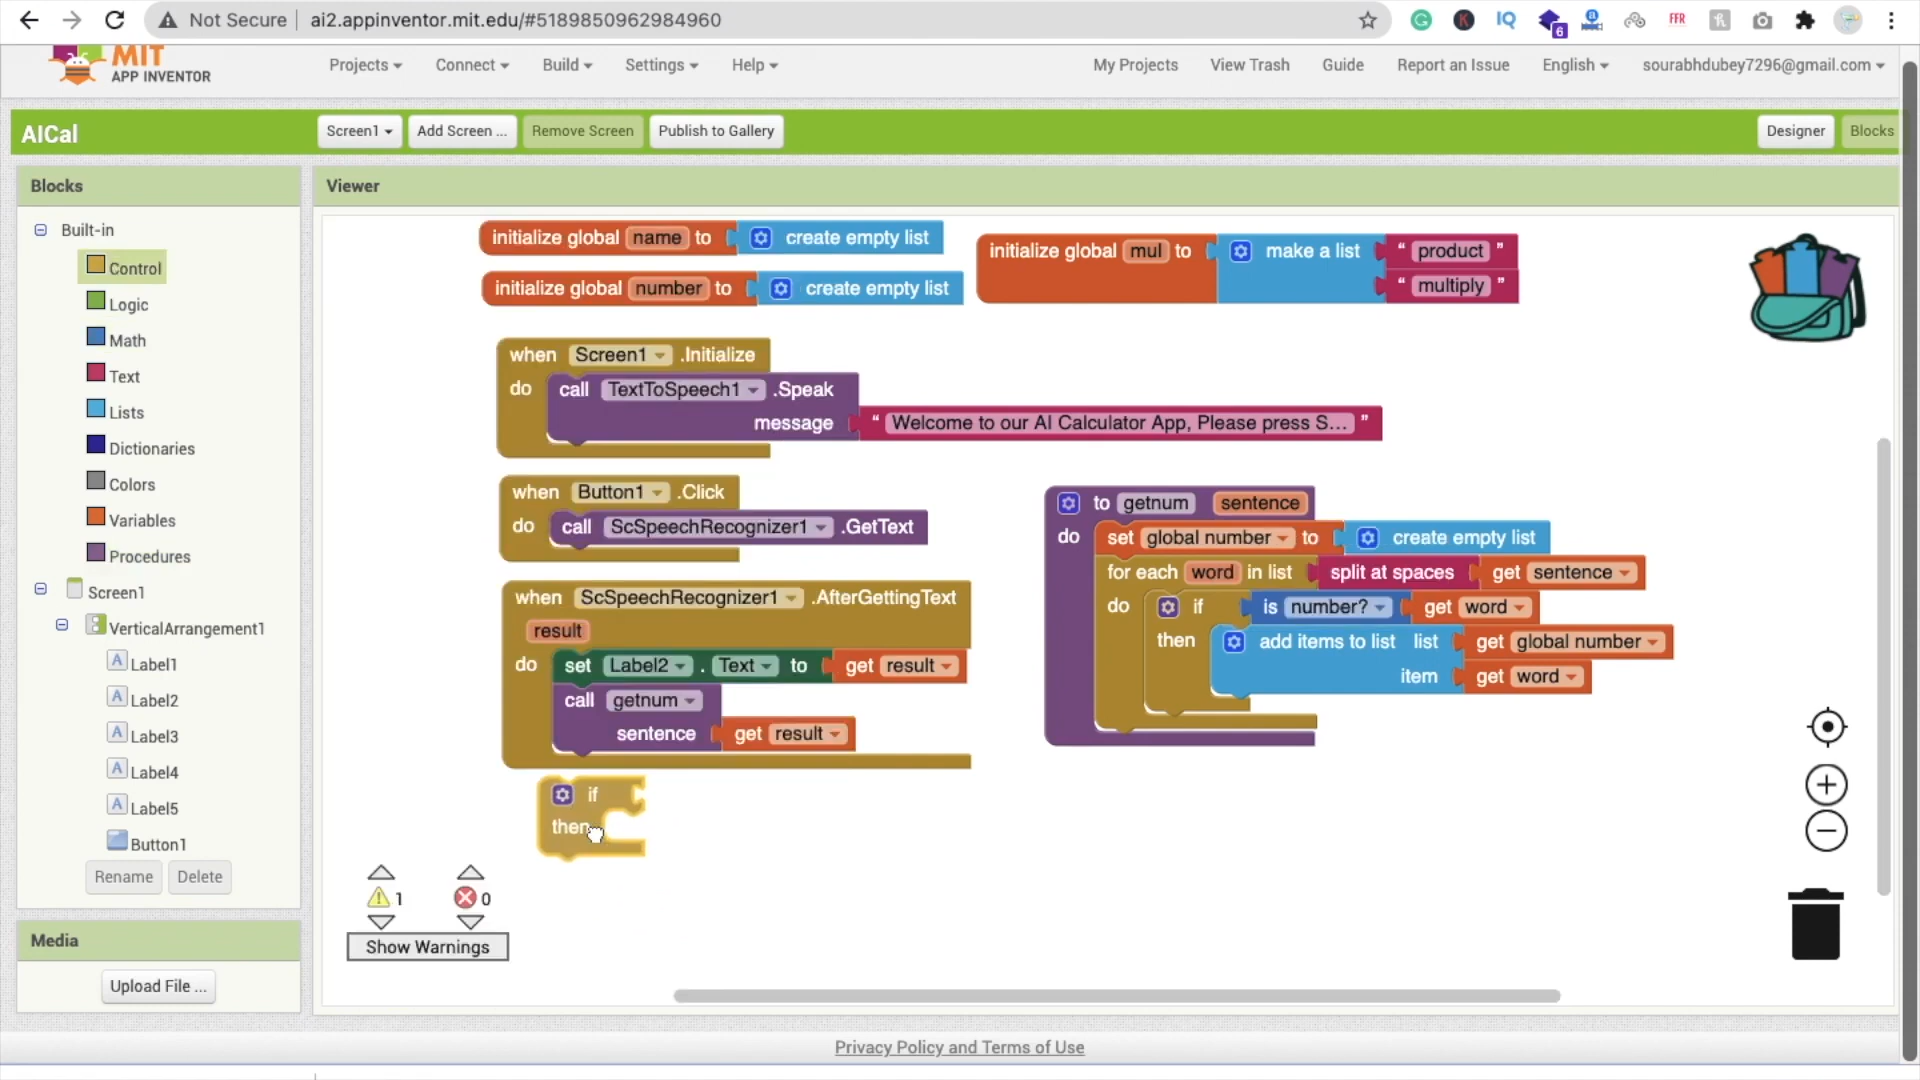 Not Secure
ai2.appinventor.mit.edu/#5189850962984960
6
FFR
MIT
APP INVENTOR
Projects
Connect
Build
Settings
Help
My Projects
View Trash
Guide
Report an Issue
English
sourabhdubey7296@gmail.com
AICal
Screen1
Add Screen ...
Remove Screen
Publish to Gallery
Designer
Blocks
Blocks
Built-in
Control
Logic
Math
Text
Lists
Dictionaries
Colors
Variables
Procedures
Screen1
VerticalArrangement1
A Label1
A Label2
A Label3
A Label4
A Label5
Button1
Rename
Delete
Media
Upload File ...
Viewer
initialize global name to create empty list
initialize global number to create empty list
initialize global mul to make a list “ product ”
“ multiply ”
when Screen1 .Initialize
do call TextToSpeech1 .Speak
message “ Welcome to our AI Calculator App, Please press S... ”
when Button1 .Click
do call ScSpeechRecognizer1 .GetText
when ScSpeechRecognizer1 .AfterGettingText
result
do set Label2 . Text to get result
call getnum
sentence get result
if
then
to getnum sentence
do set global number to create empty list
for each word in list split at spaces get sentence
do if is number? get word
then add items to list list get global number
item get word
1
0
Show Warnings
Privacy Policy and Terms of Use